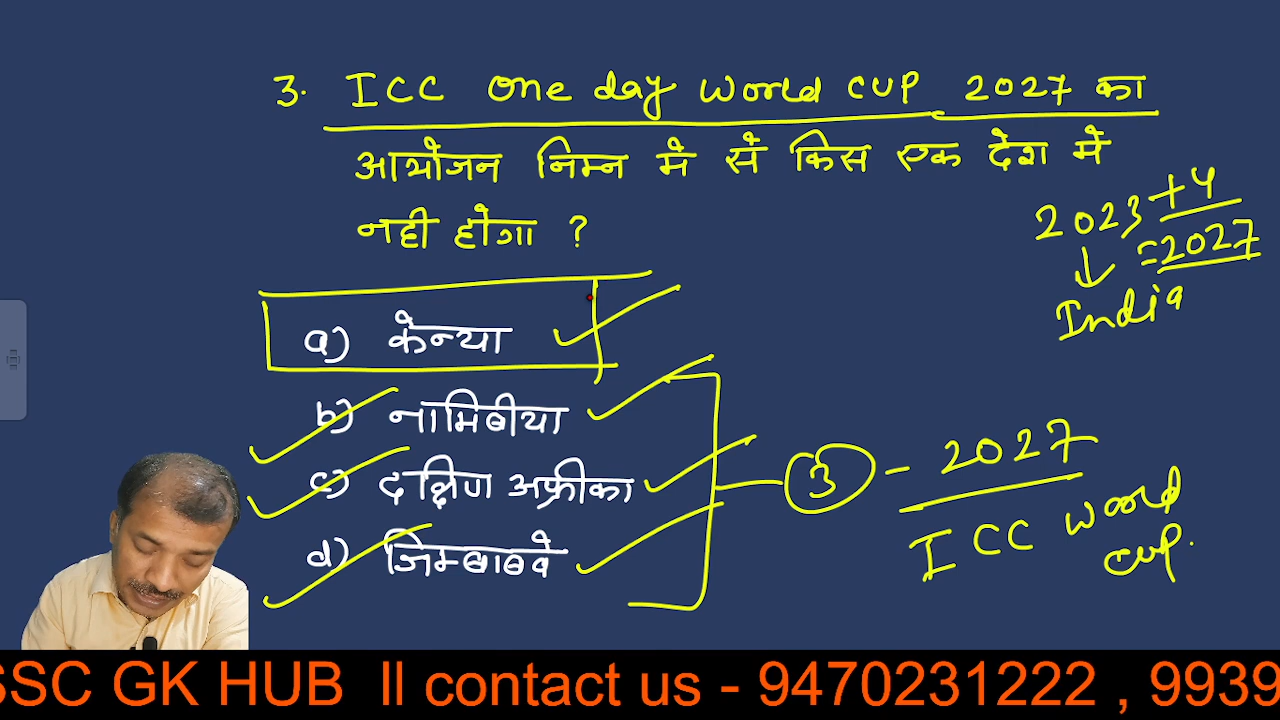 3. ICC One day World CUP 2027 का
आयोजन निम्न मे से किस एक देश मे
नही होगा ?
2023 + 4
= 2027
India
a) केन्या
b) नामिबीया
c) दक्षिण अफ्रीका
d) जिम्बाबवे
3 - 2027
ICC World
CUP.
SSC GK HUB ll contact us - 9470231222 , 9939